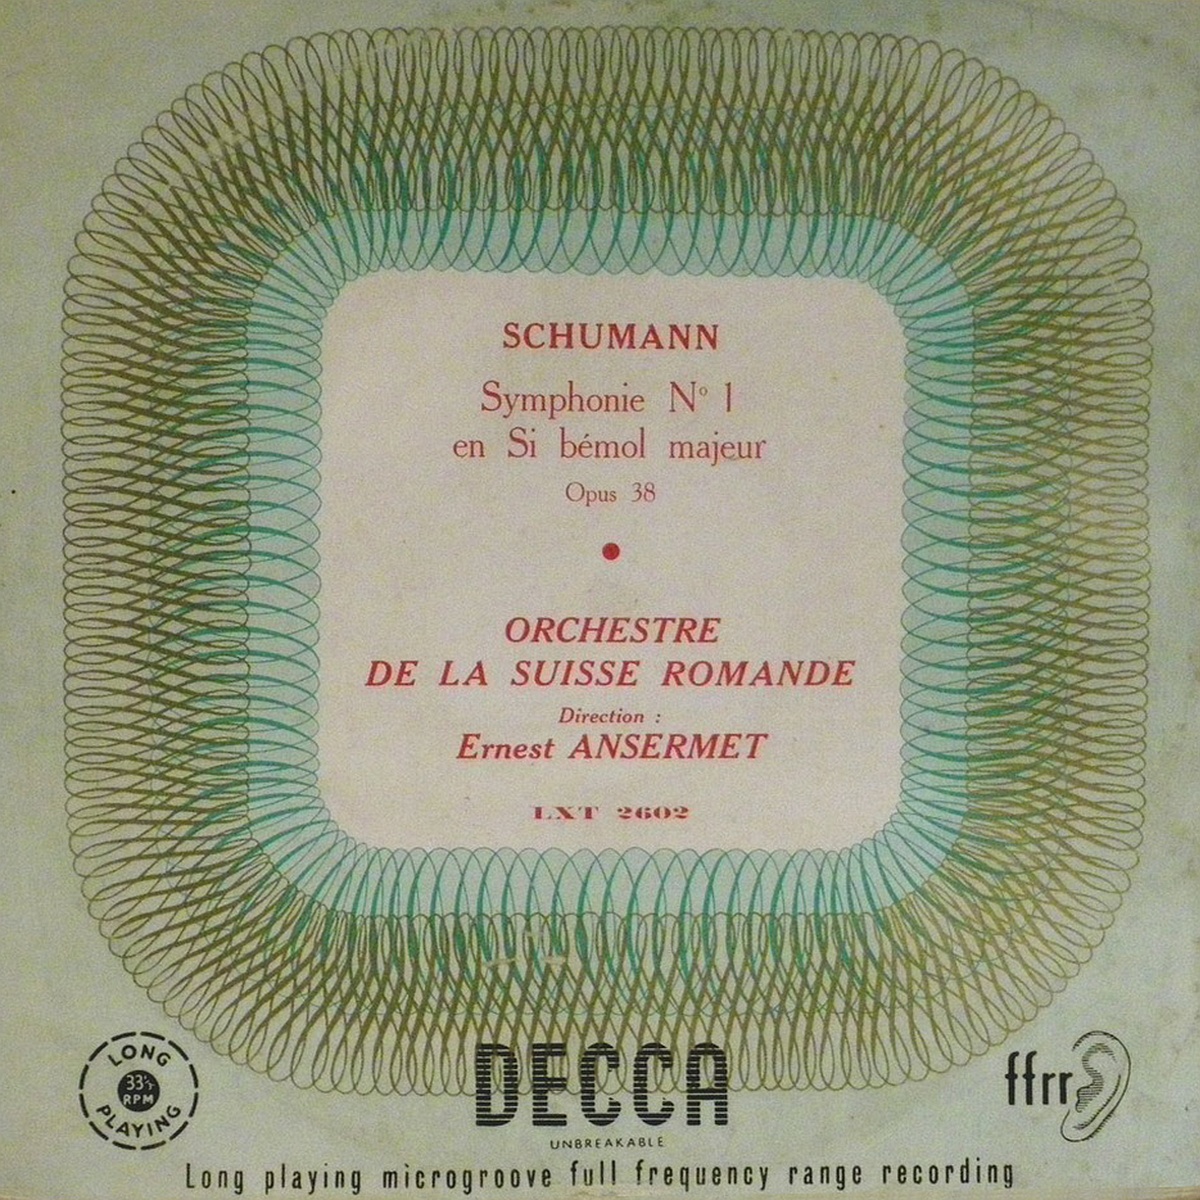 SCHUMANN
Symphonie Nº 1
en Si bémol majeur
Opus 38
ORCHESTRE
DE LA SUISSE ROMANDE
Direction :
Ernest ANSERMET
LXT 2602
LONG
33⅓
RPM
PLAYING
DECCA
UNBREAKABLE
ffrr
Long playing microgroove full frequency range recording